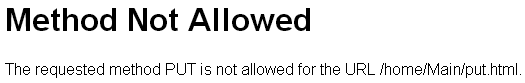 Method Not Allowed
The requested method PUT is not allowed for the URL /home/Main/put.html.